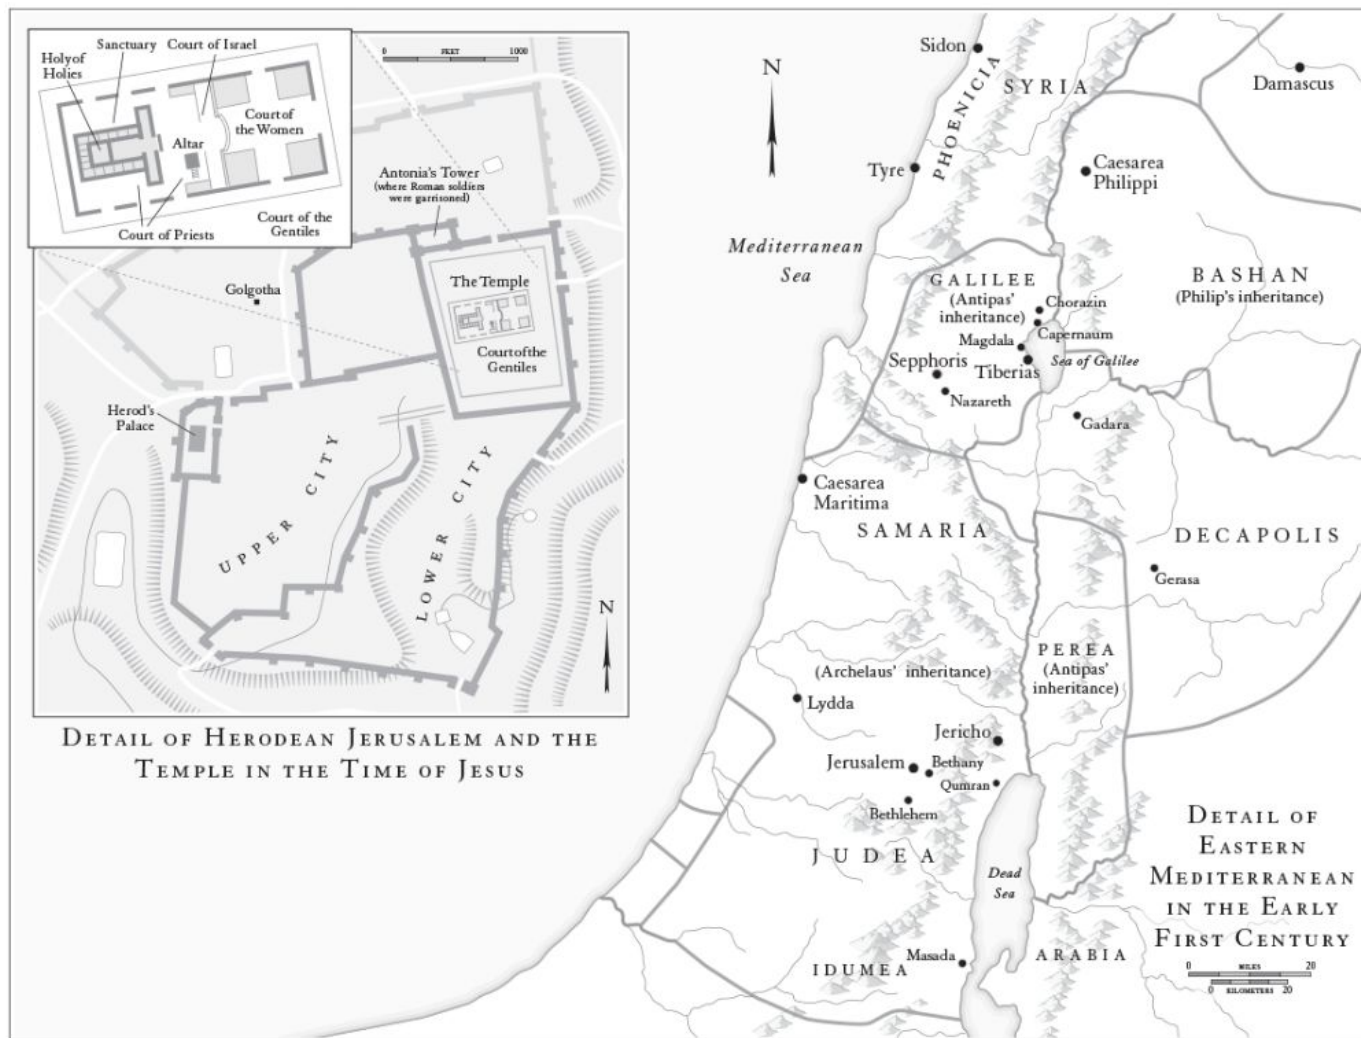 Sanctuary
Court of Israel
Holy of
Holies
Court of
the Women
Altar
Court of Priests
Court of the
Gentiles
0 FEET 1000
Antonia's Tower
(where Roman soldiers
were garrisoned)
Golgotha
The Temple
Court of the
Gentiles
Herod's
Palace
UPPER CITY
LOWER CITY
N
DETAIL OF HERODEAN JERUSALEM AND THE
TEMPLE IN THE TIME OF JESUS
N
Sidon
PHOENICIA
SYRIA
Damascus
Tyre
Caesarea
Philippi
Mediterranean
Sea
GALILEE
(Antipas'
inheritance)
BASHAN
(Philip's inheritance)
Chorazin
Capernaum
Magdala
Sea of Galilee
Sepphoris
Tiberias
Nazareth
Gadara
Caesarea
Maritima
SAMARIA
DECAPOLIS
Gerasa
PEREA
(Antipas'
inheritance)
(Archelaus' inheritance)
Lydda
Jericho
Jerusalem
Bethany
Qumran
Bethlehem
JUDEA
Dead
Sea
Masada
IDUMEA
ARABIA
DETAIL OF
EASTERN
MEDITERRANEAN
IN THE EARLY
FIRST CENTURY
0 MILES 20
0 KILOMETERS 20